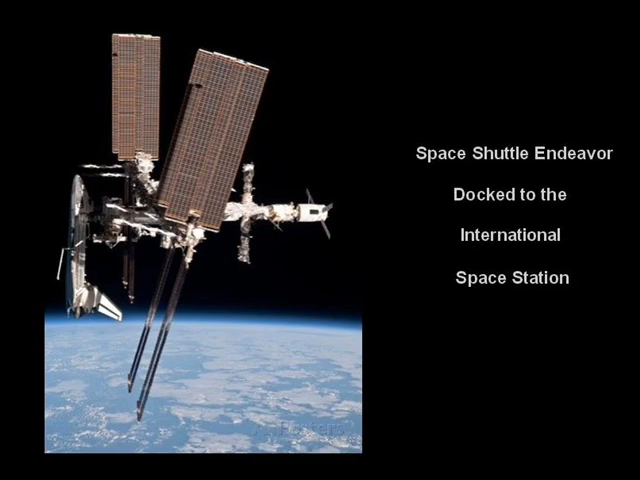 Space Shuttle Endeavor
Docked to the
International
Space Station